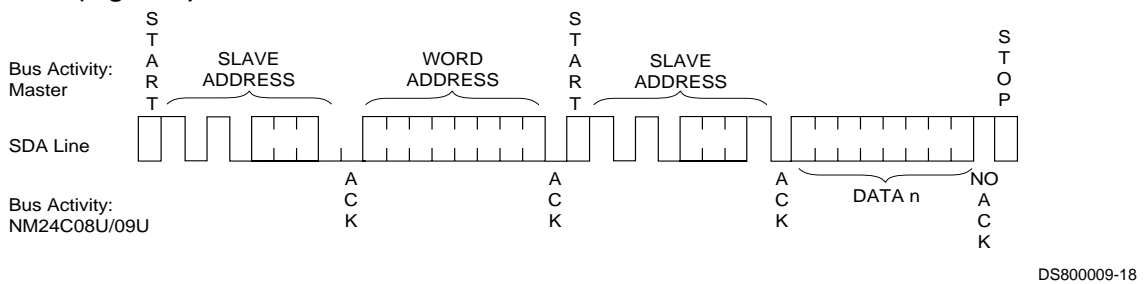 START
START
STOP
Bus Activity:
Master
SLAVE
ADDRESS
WORD
ADDRESS
SLAVE
ADDRESS
SDA Line
Bus Activity:
NM24C08U/09U
ACK
ACK
ACK
DATA n
NO
ACK
DS800009-18